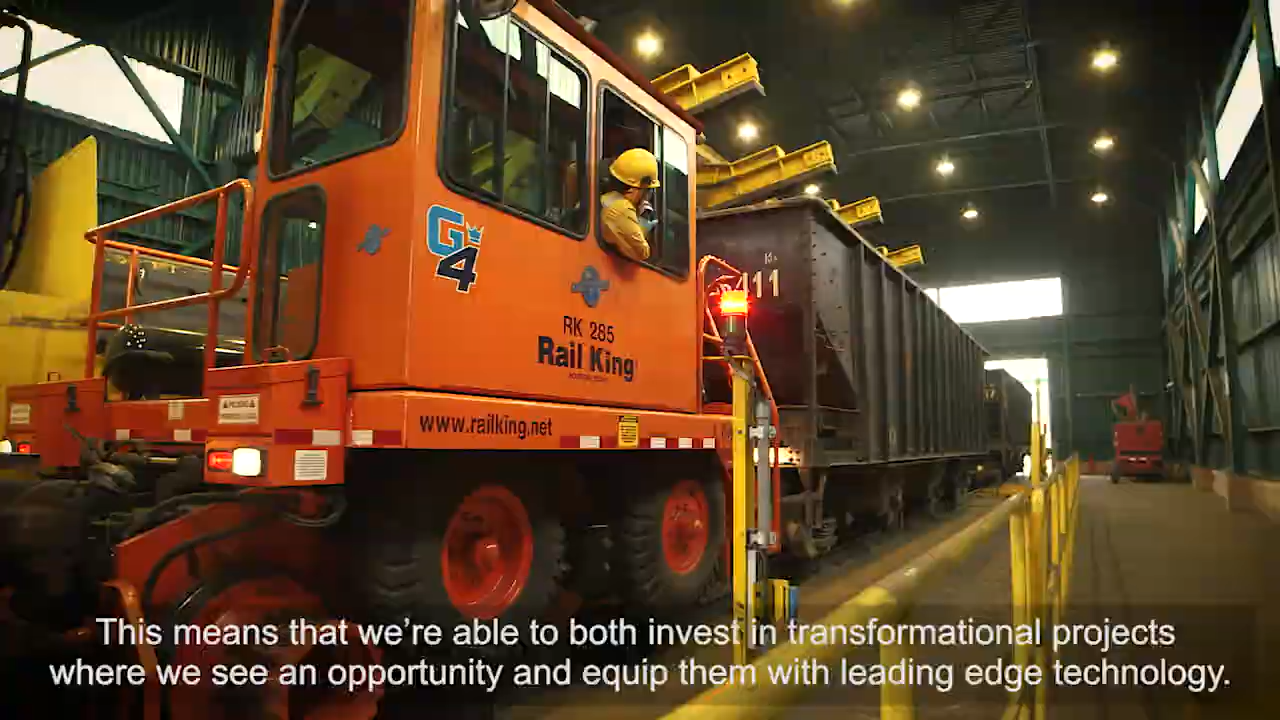 G4
RK 285
Rail King
www.railking.net
411
This means that we’re able to both invest in transformational projects
where we see an opportunity and equip them with leading edge technology.